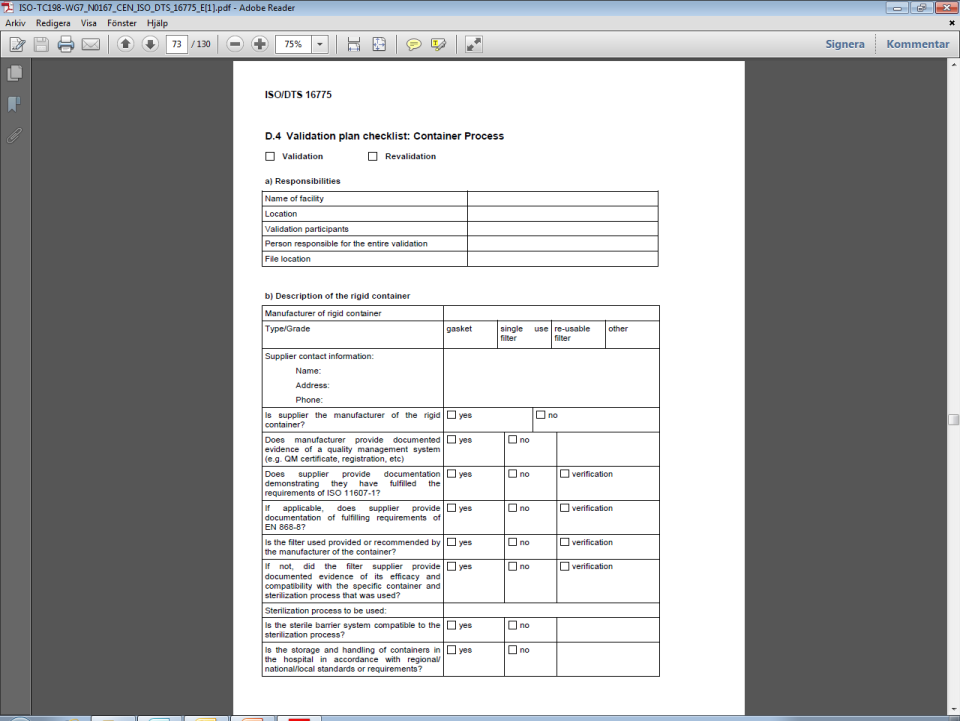 ISO-TC198-WG7_N0167_CEN_ISO_DTS_16775_E[1].pdf - Adobe Reader
Arkiv Redigera Visa Fönster Hjälp
73 / 130 75% Signera Kommentar
ISO/DTS 16775
D.4 Validation plan checklist: Container Process
Validation Revalidation
a) Responsibilities
Name of facility
Location
Validation participants
Person responsible for the entire validation
File location
b) Description of the rigid container
Manufacturer of rigid container
Type/Grade gasket single use re-usable other
filter filter
Supplier contact information:
Name:
Address:
Phone:
Is supplier the manufacturer of the rigid yes no
container?
Does manufacturer provide documented yes no
evidence of a quality management system
(e.g. QM certificate, registration, etc)
Does supplier provide documentation yes no verification
demonstrating they have fulfilled the
requirements of ISO 11607-1?
If applicable, does supplier provide yes no verification
documentation of fulfilling requirements of
EN 868-8?
Is the filter used provided or recommended by yes no verification
the manufacturer of the container?
If not, did the filter supplier provide yes no verification
documented evidence of its efficacy and
compatibility with the specific container and
sterilization process that was used?
Sterilization process to be used:
Is the sterile barrier system compatible to the yes no
sterilization process?
Is the storage and handling of containers in yes no
the hospital in accordance with regional/
national/local standards or requirements?